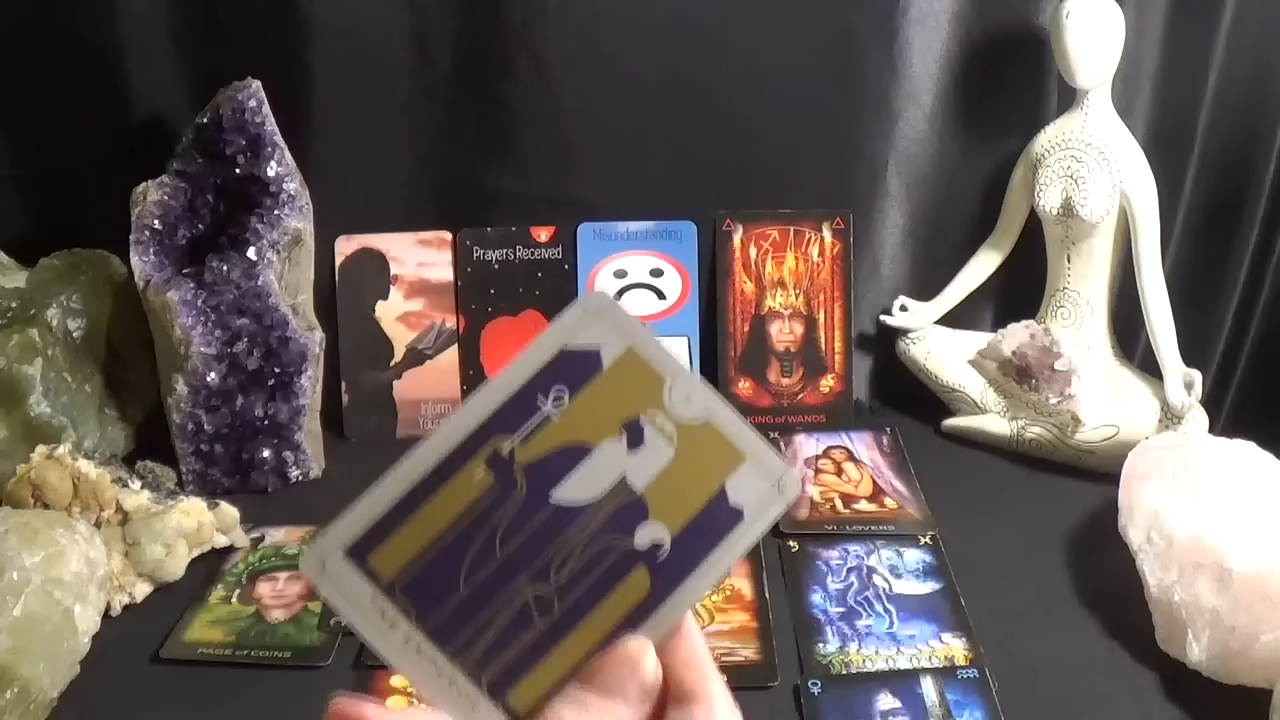 Prayers Received
Misunderstanding
Inform
KING of WANDS
VI - LOVERS
PAGE of COINS